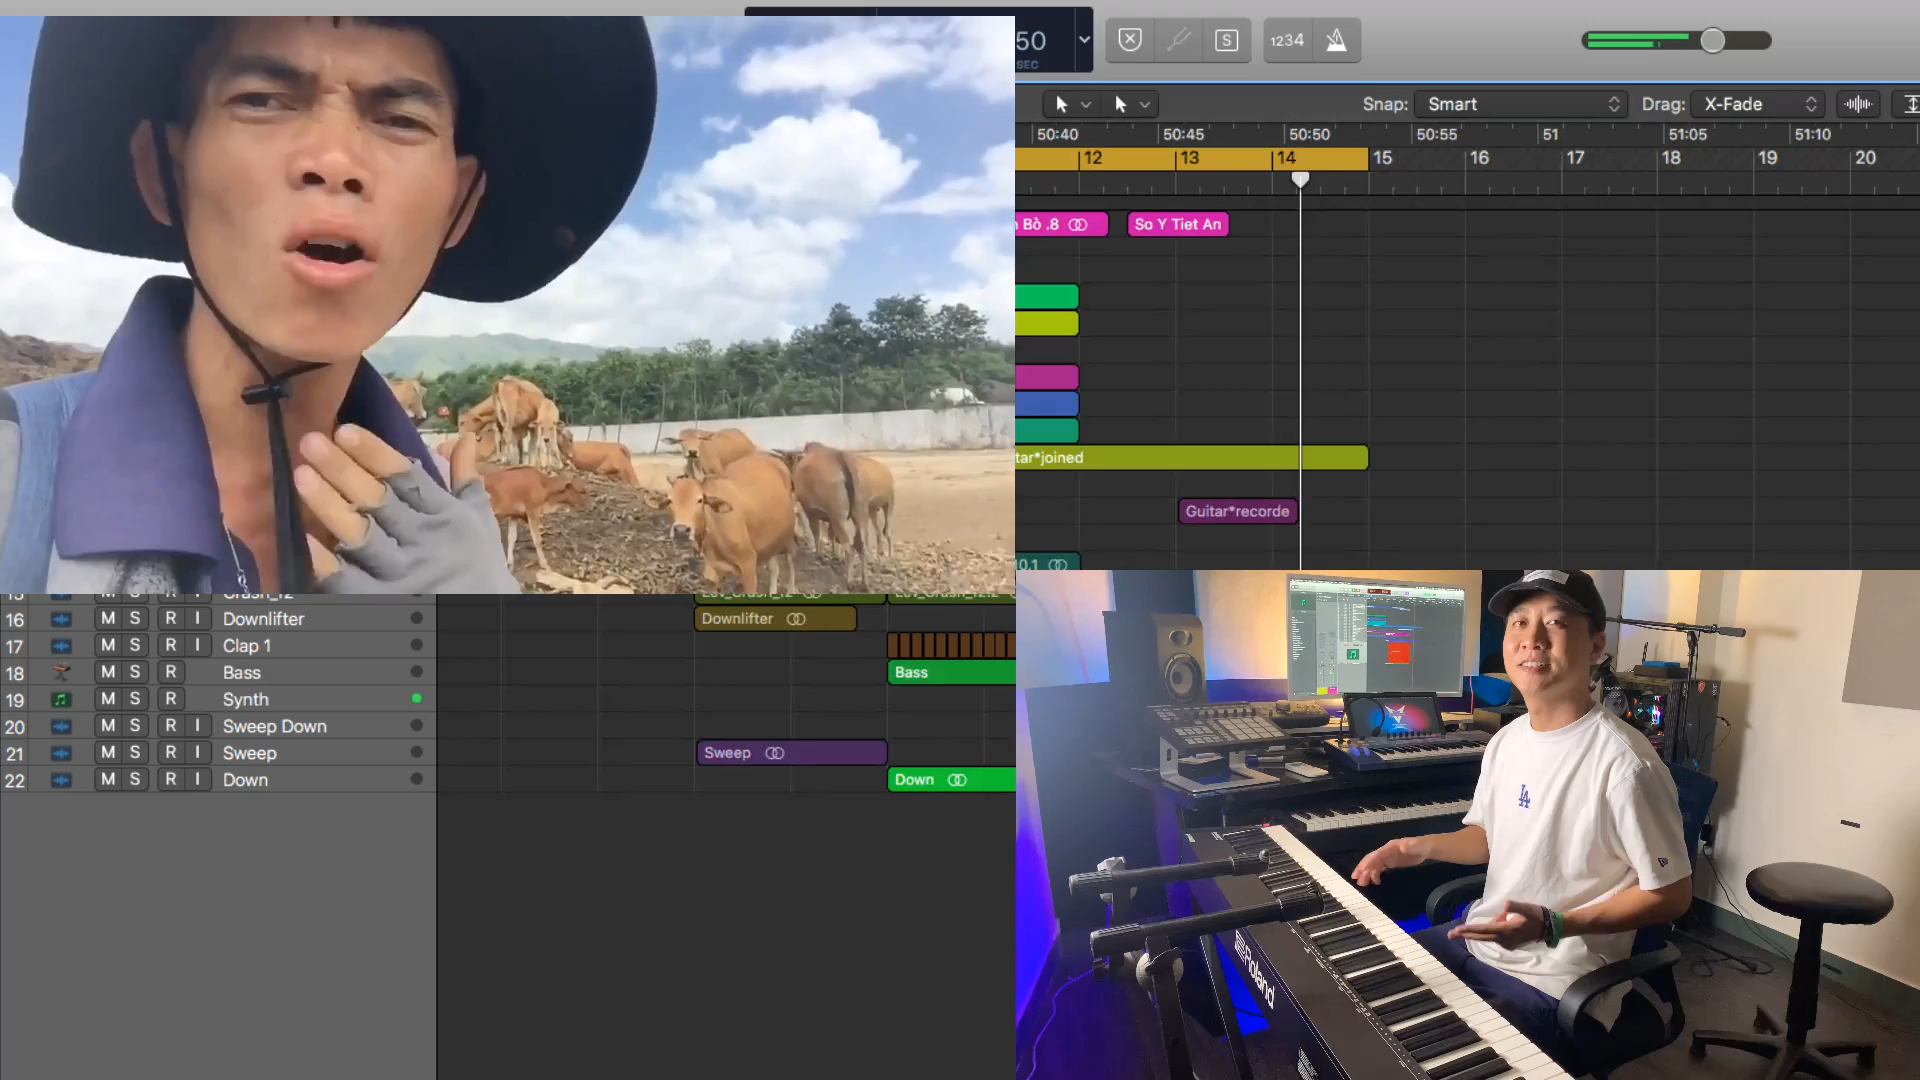 50
SEC
S
1234
Snap: Smart
Drag: X-Fade
50:40 50:45 50:50 50:55 51 51:05 51:10
12 13 14 15 16 17 18 19 20
Bò .8
So Y Tiet An
tar*joined
Guitar*recorde
16 M S R I Downlifter
Downlifter
17 M S R I Clap 1
18 M S R Bass
Bass
19 M S R Synth
20 M S R I Sweep Down
21 M S R I Sweep
Sweep
22 M S R I Down
Down
LA
Roland